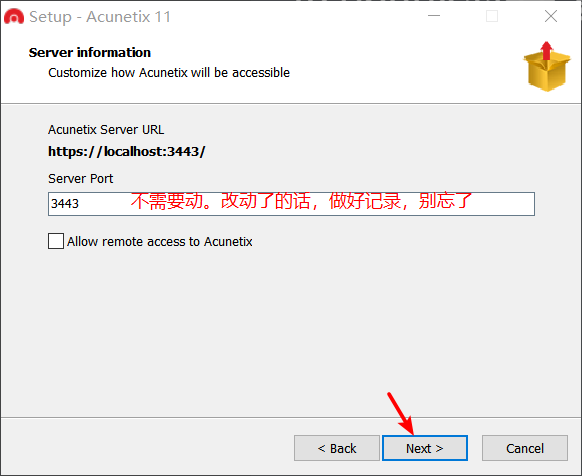 Setup - Acunetix 11
Server information
Customize how Acunetix will be accessible
Acunetix Server URL
https://localhost:3443/
Server Port
3443 不需要动。改动了的话，做好记录，别忘了
Allow remote access to Acunetix
< Back Next > Cancel